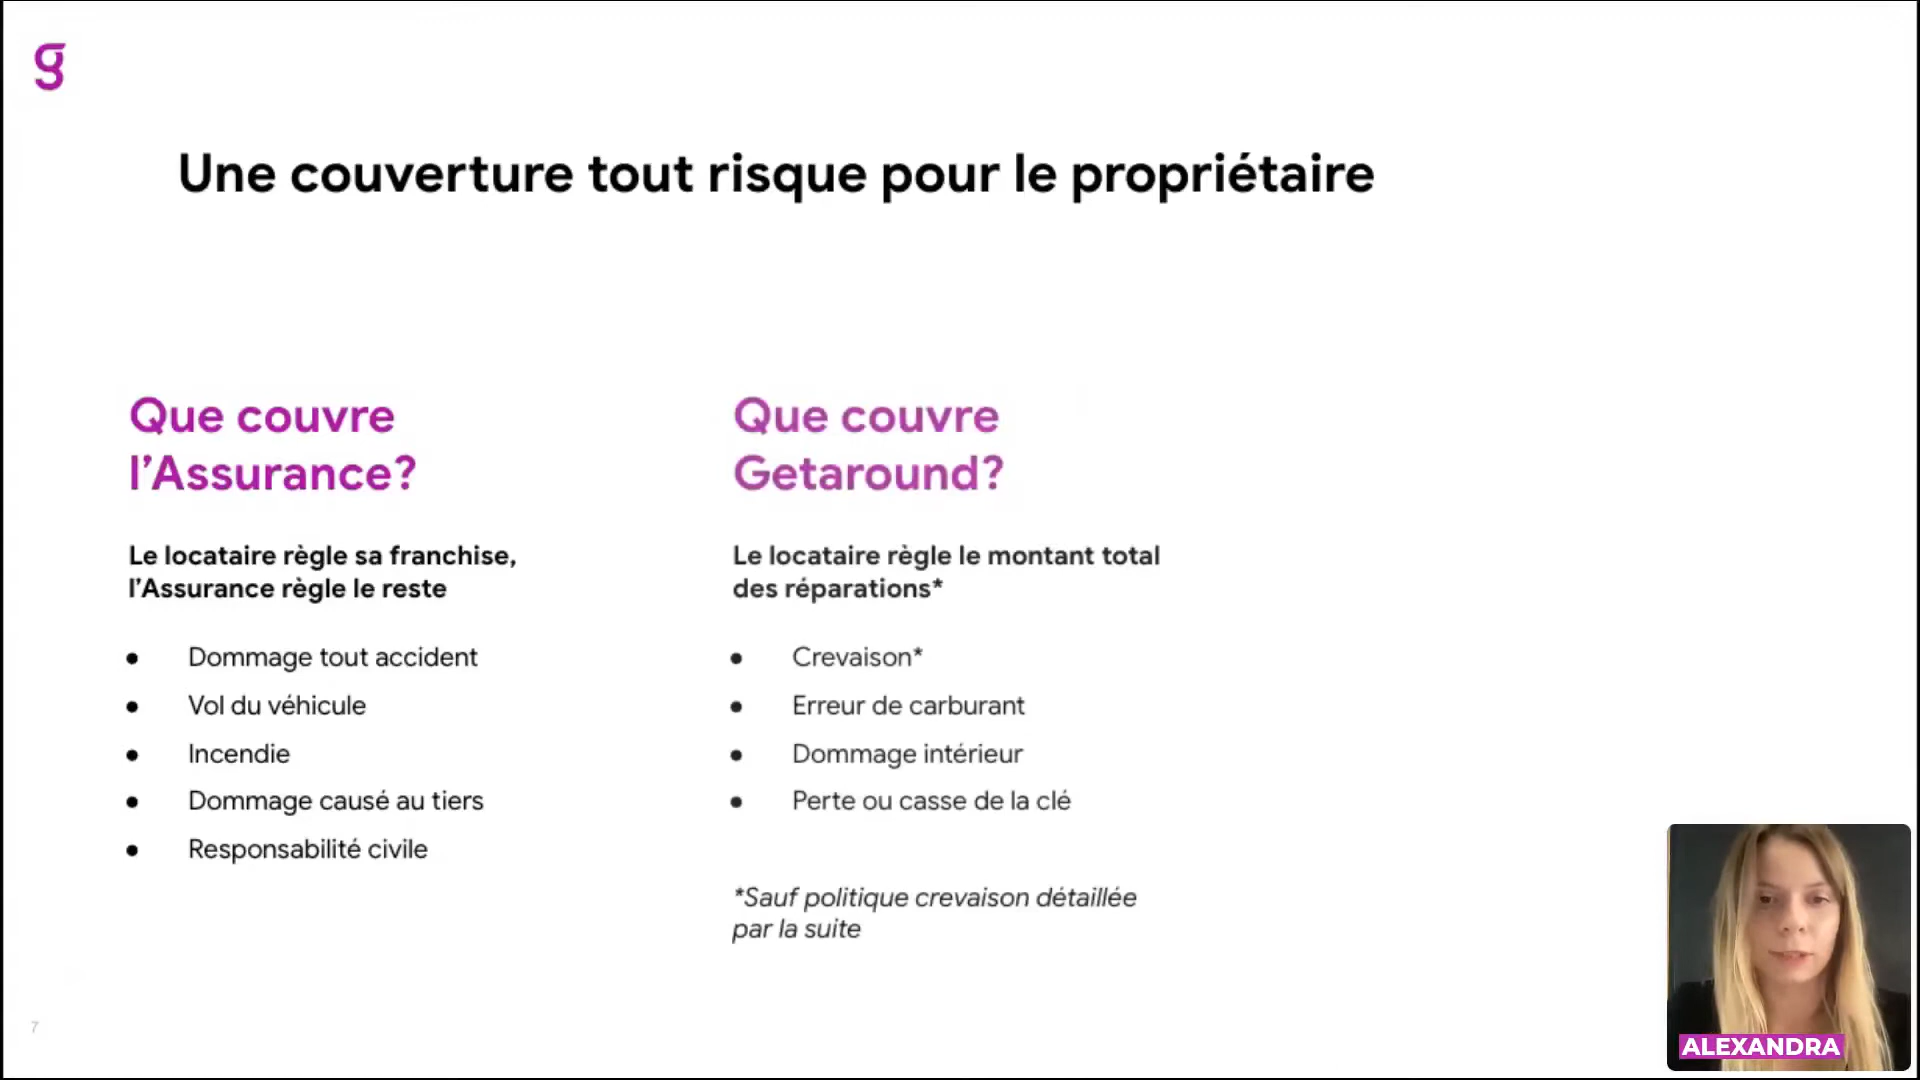 g
Une couverture tout risque pour le propriétaire
Que couvre
l’Assurance?
Le locataire règle sa franchise,
l’Assurance règle le reste
● Dommage tout accident
● Vol du véhicule
● Incendie
● Dommage causé au tiers
● Responsabilité civile
Que couvre
Getaround?
Le locataire règle le montant total
des réparations*
● Crevaison*
● Erreur de carburant
● Dommage intérieur
● Perte ou casse de la clé
*Sauf politique crevaison détaillée
par la suite
7
ALEXANDRA